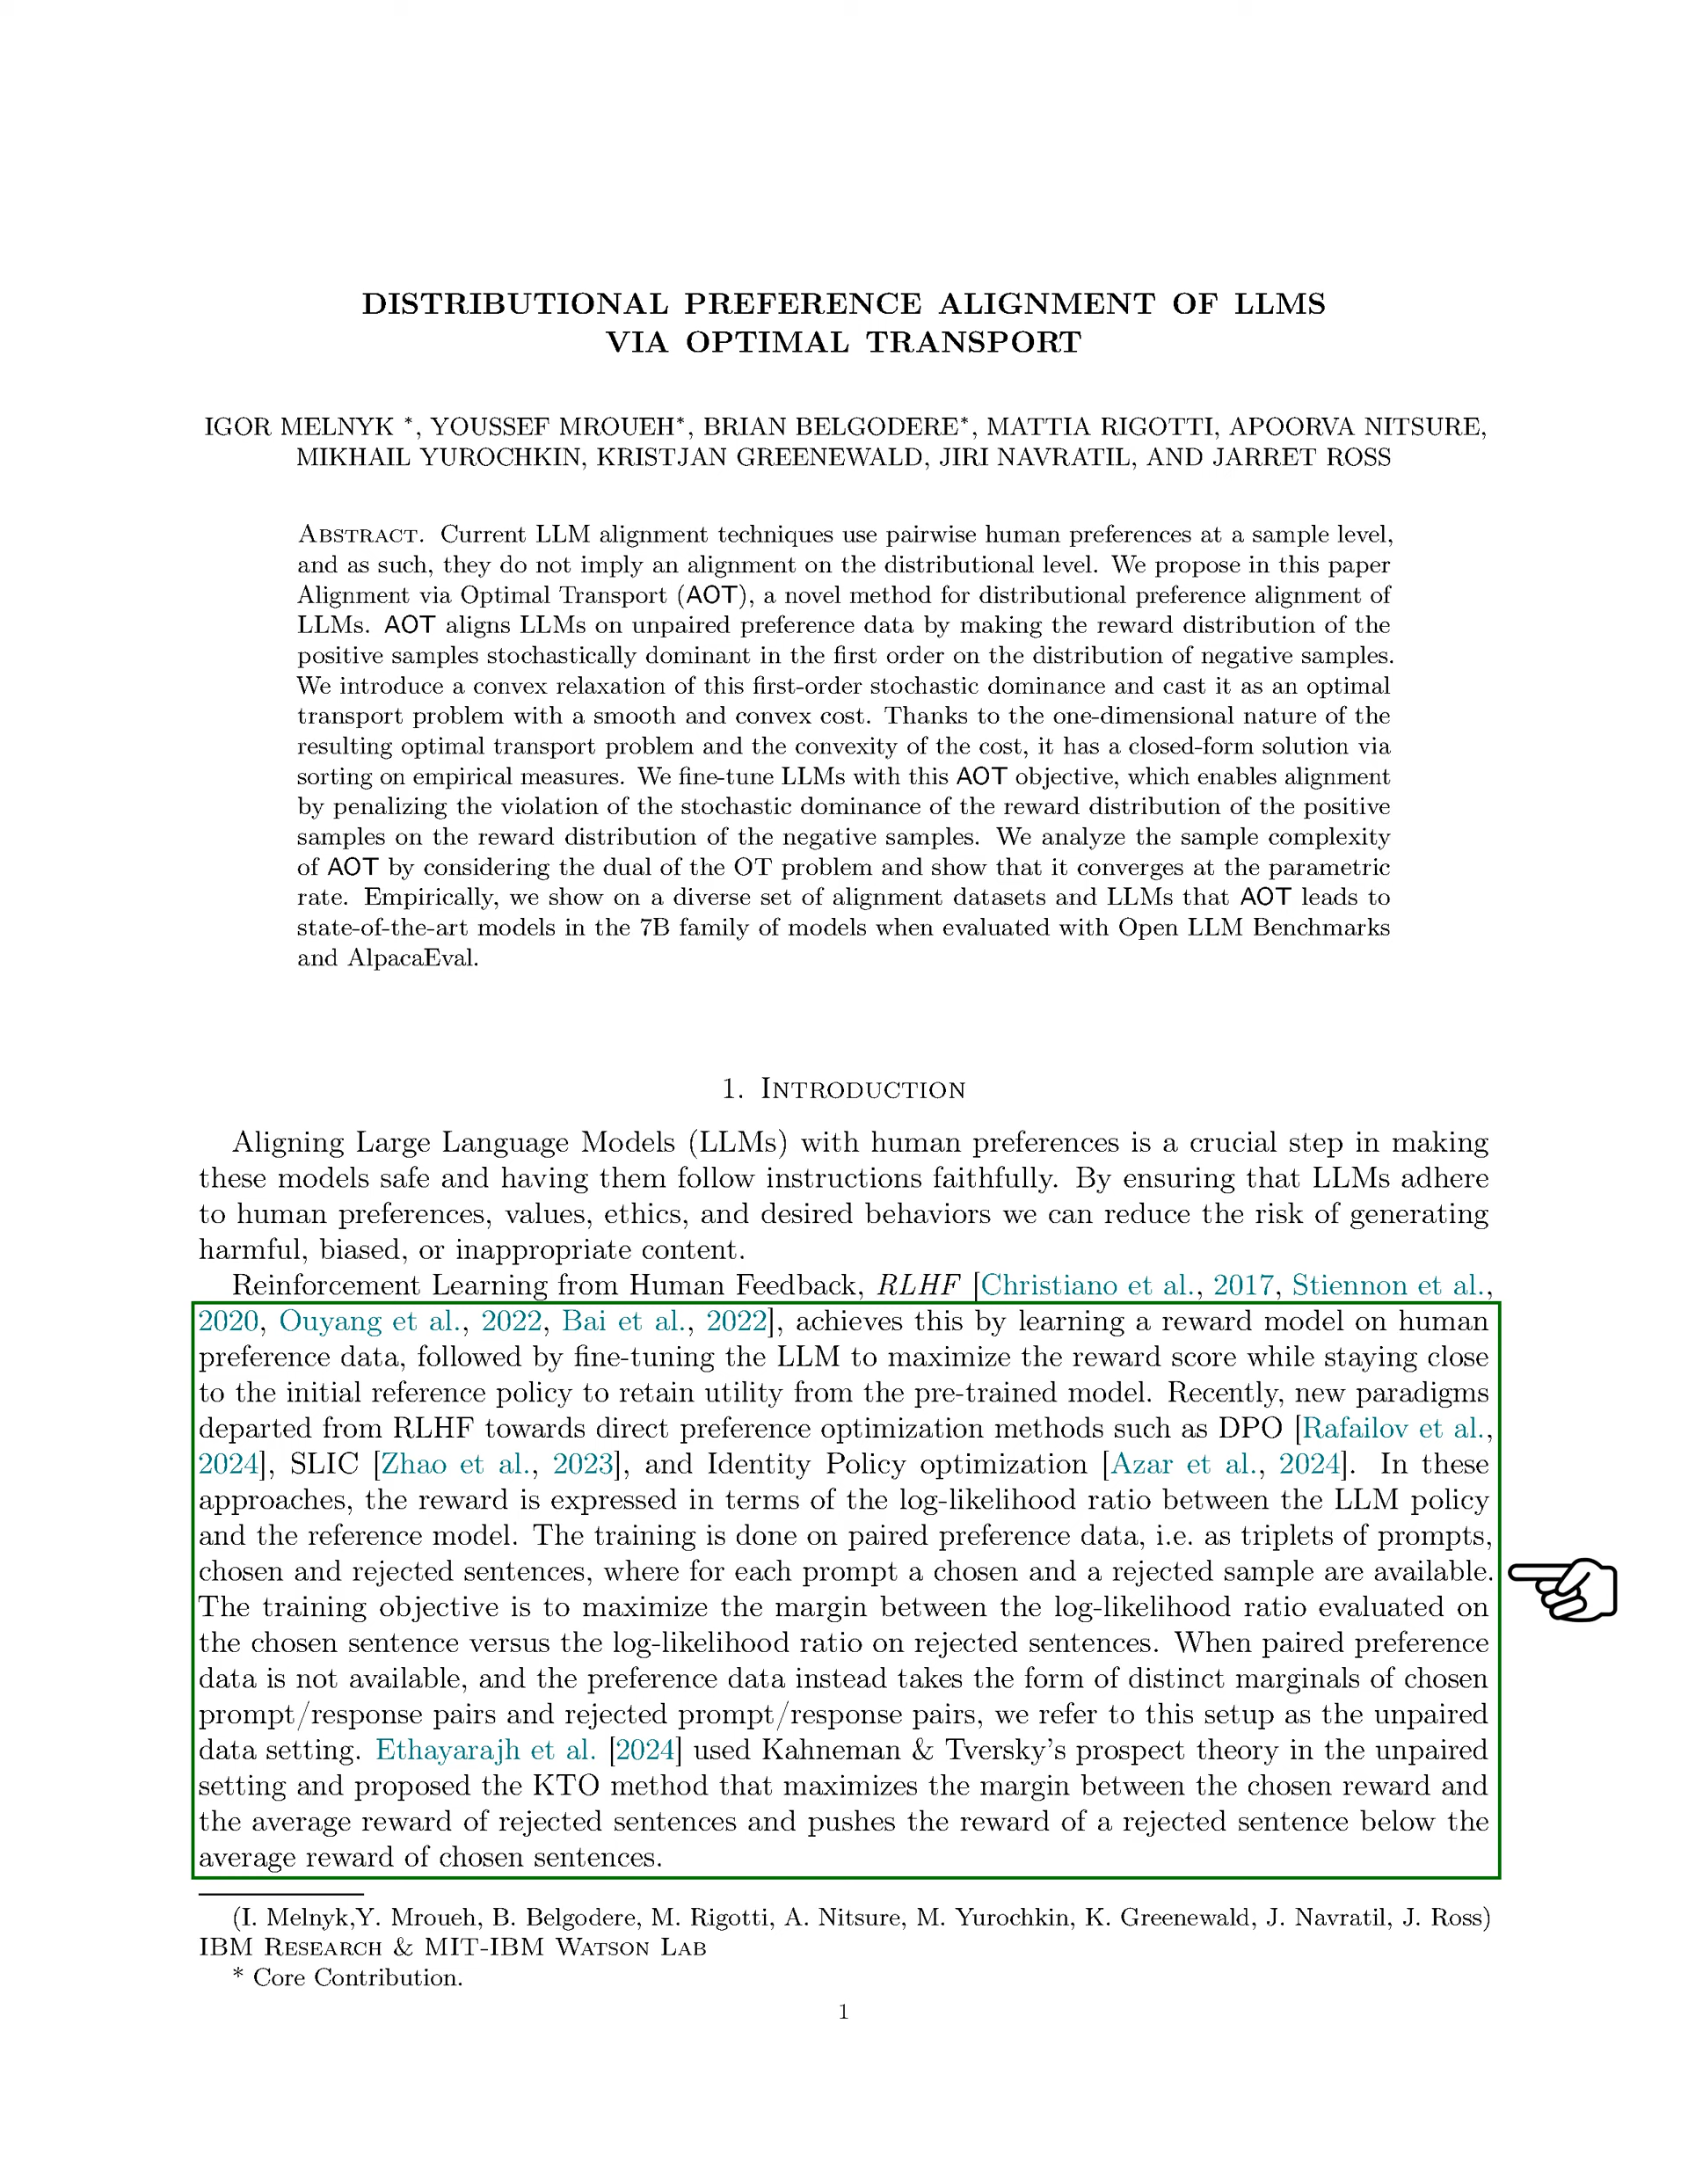 DISTRIBUTIONAL PREFERENCE ALIGNMENT OF LLMS
VIA OPTIMAL TRANSPORT
IGOR MELNYK *, YOUSSEF MROUEH*, BRIAN BELGODERE*, MATTIA RIGOTTI, APOORVA NITSURE,
MIKHAIL YUROCHKIN, KRISTJAN GREENEWALD, JIRI NAVRATIL, AND JARRET ROSS
ABSTRACT. Current LLM alignment techniques use pairwise human preferences at a sample level,
and as such, they do not imply an alignment on the distributional level. We propose in this paper
Alignment via Optimal Transport (AOT), a novel method for distributional preference alignment of
LLMs. AOT aligns LLMs on unpaired preference data by making the reward distribution of the
positive samples stochastically dominant in the first order on the distribution of negative samples.
We introduce a convex relaxation of this first-order stochastic dominance and cast it as an optimal
transport problem with a smooth and convex cost. Thanks to the one-dimensional nature of the
resulting optimal transport problem and the convexity of the cost, it has a closed-form solution via
sorting on empirical measures. We fine-tune LLMs with this AOT objective, which enables alignment
by penalizing the violation of the stochastic dominance of the reward distribution of the positive
samples on the reward distribution of the negative samples. We analyze the sample complexity
of AOT by considering the dual of the OT problem and show that it converges at the parametric
rate. Empirically, we show on a diverse set of alignment datasets and LLMs that AOT leads to
state-of-the-art models in the 7B family of models when evaluated with Open LLM Benchmarks
and AlpacaEval.
1. INTRODUCTION
Aligning Large Language Models (LLMs) with human preferences is a crucial step in making
these models safe and having them follow instructions faithfully. By ensuring that LLMs adhere
to human preferences, values, ethics, and desired behaviors we can reduce the risk of generating
harmful, biased, or inappropriate content.
Reinforcement Learning from Human Feedback, RLHF [Christiano et al., 2017, Stiennon et al.,
2020, Ouyang et al., 2022, Bai et al., 2022], achieves this by learning a reward model on human
preference data, followed by fine-tuning the LLM to maximize the reward score while staying close
to the initial reference policy to retain utility from the pre-trained model. Recently, new paradigms
departed from RLHF towards direct preference optimization methods such as DPO [Rafailov et al.,
2024], SLIC [Zhao et al., 2023], and Identity Policy optimization [Azar et al., 2024]. In these
approaches, the reward is expressed in terms of the log-likelihood ratio between the LLM policy
and the reference model. The training is done on paired preference data, i.e. as triplets of prompts,
chosen and rejected sentences, where for each prompt a chosen and a rejected sample are available.
The training objective is to maximize the margin between the log-likelihood ratio evaluated on
the chosen sentence versus the log-likelihood ratio on rejected sentences. When paired preference
data is not available, and the preference data instead takes the form of distinct marginals of chosen
prompt/response pairs and rejected prompt/response pairs, we refer to this setup as the unpaired
data setting. Ethayarajh et al. [2024] used Kahneman & Tversky's prospect theory in the unpaired
setting and proposed the KTO method that maximizes the margin between the chosen reward and
the average reward of rejected sentences and pushes the reward of a rejected sentence below the
average reward of chosen sentences.
(I. Melnyk,Y. Mroueh, B. Belgodere, M. Rigotti, A. Nitsure, M. Yurochkin, K. Greenewald, J. Navratil, J. Ross)
IBM RESEARCH & MIT-IBM WATSON LAB
* Core Contribution.
1